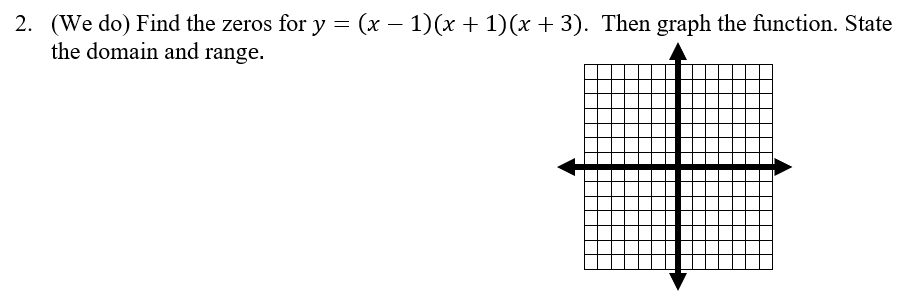 2. (We do) Find the zeros for y = (x − 1)(x + 1)(x + 3). Then graph the function. State
the domain and range.